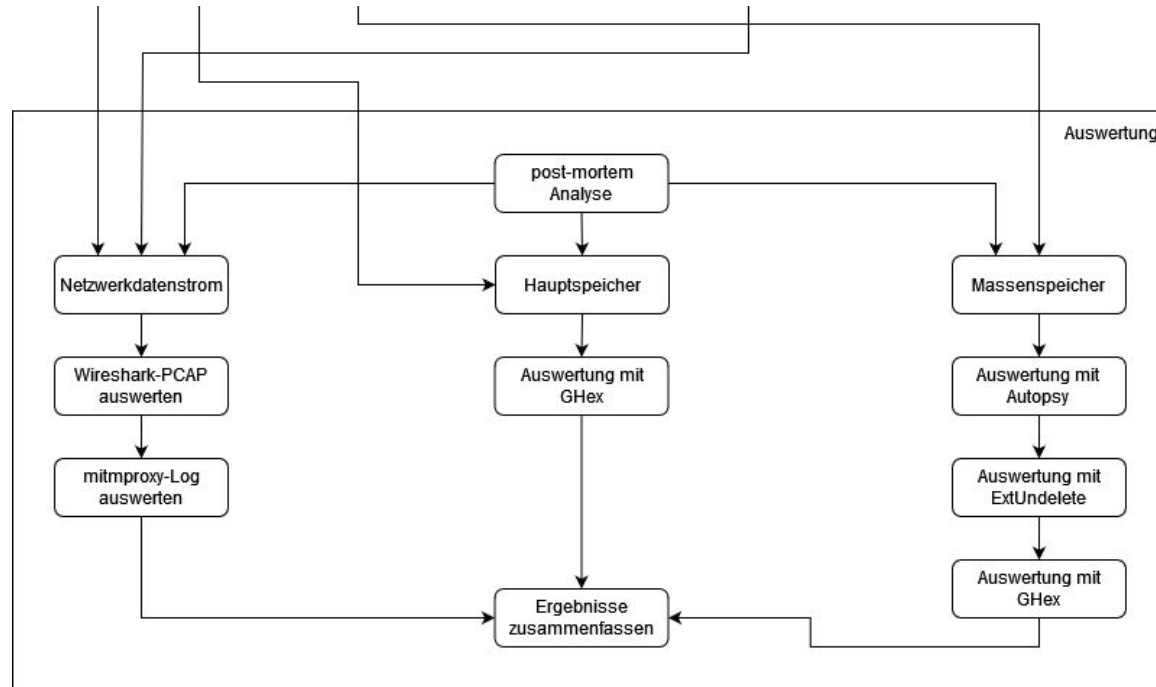 Auswertung
post-mortem
Analyse
Netzwerkdatenstrom
Hauptspeicher
Massenspeicher
Wireshark-PCAP
auswerten
Auswertung mit
GHex
Auswertung mit
Autopsy
mitmproxy-Log
auswerten
Auswertung mit
ExtUndelete
Auswertung mit
GHex
Ergebnisse
zusammenfassen